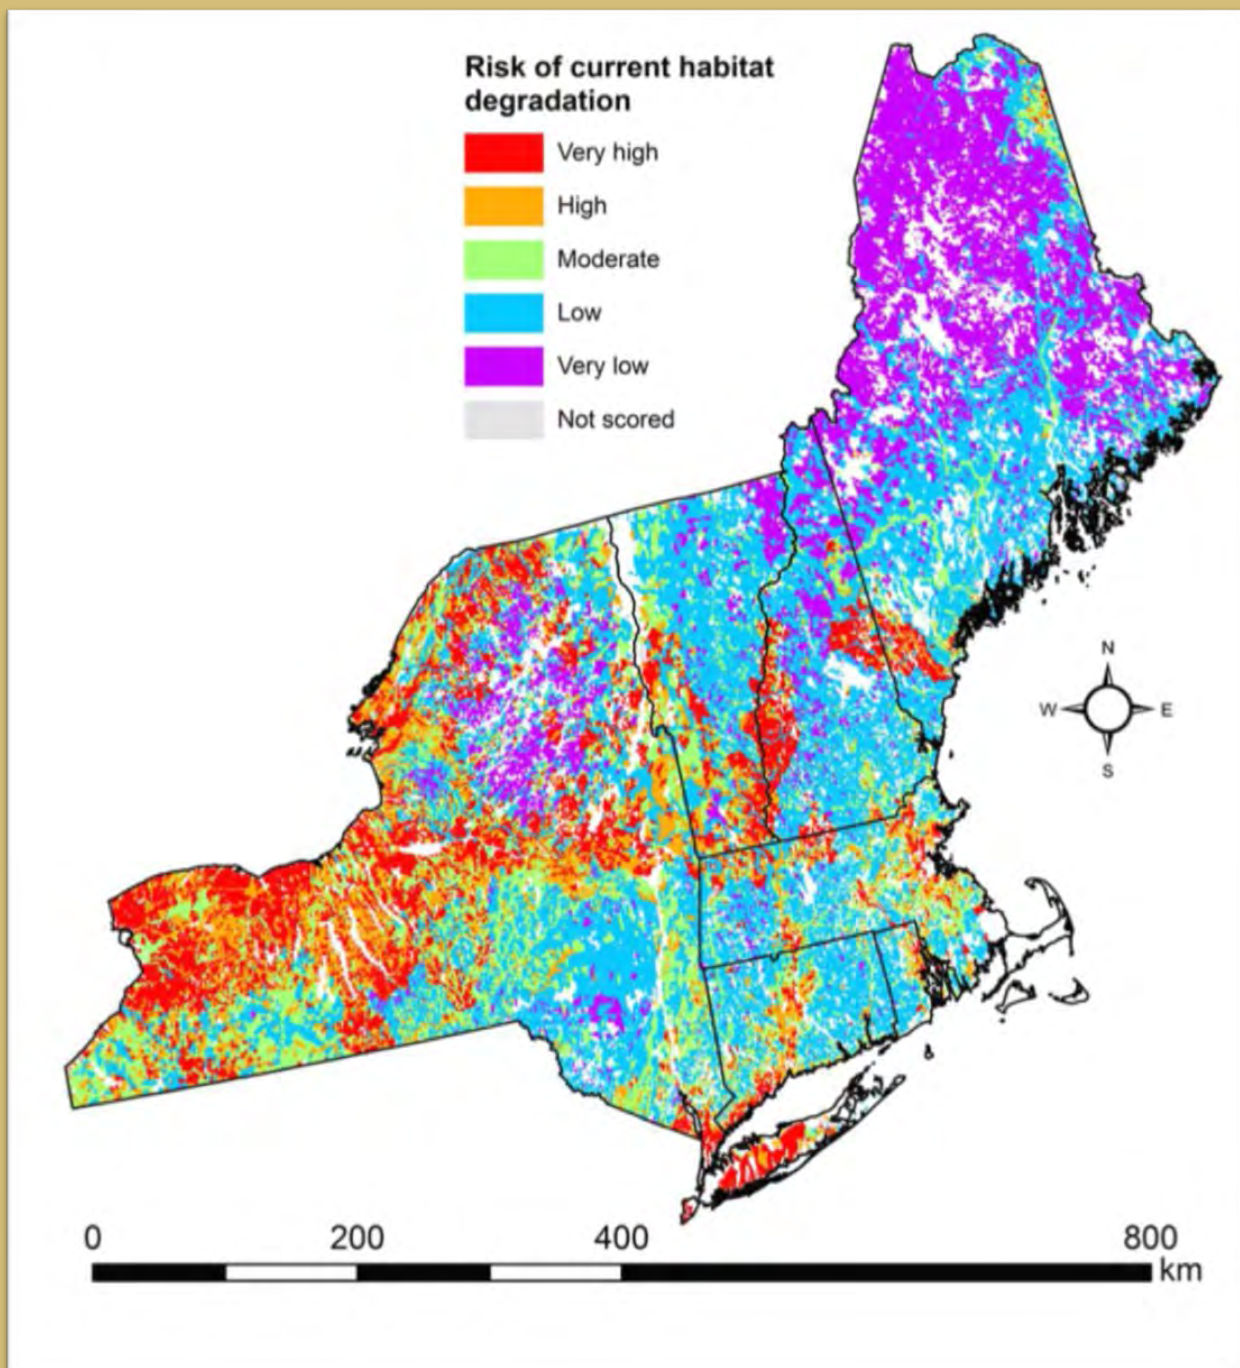 Risk of current habitat
degradation
Very high
High
Moderate
Low
Very low
Not scored
N
W E
S
0 200 400 800
km